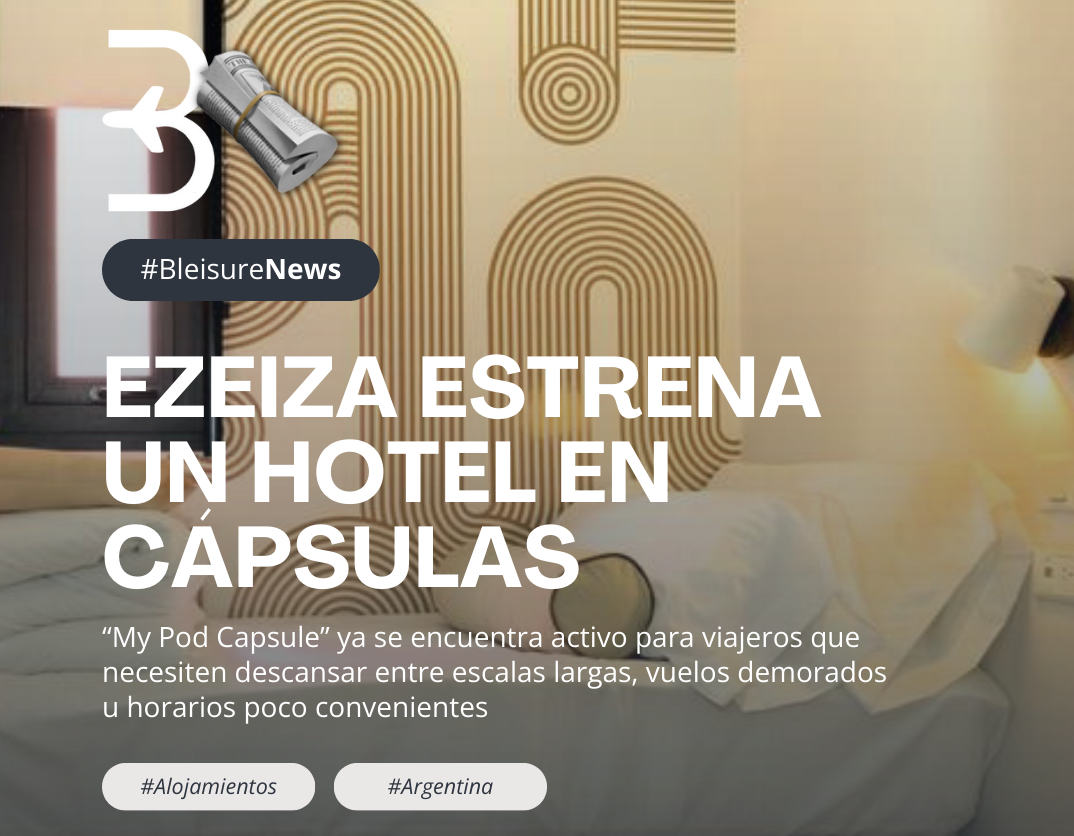 B
#BleisureNews
EZEIZA ESTRENA
UN HOTEL EN
CÁPSULAS
“My Pod Capsule” ya se encuentra activo para viajeros que
necesiten descansar entre escalas largas, vuelos demorados
u horarios poco convenientes
#Alojamientos
#Argentina